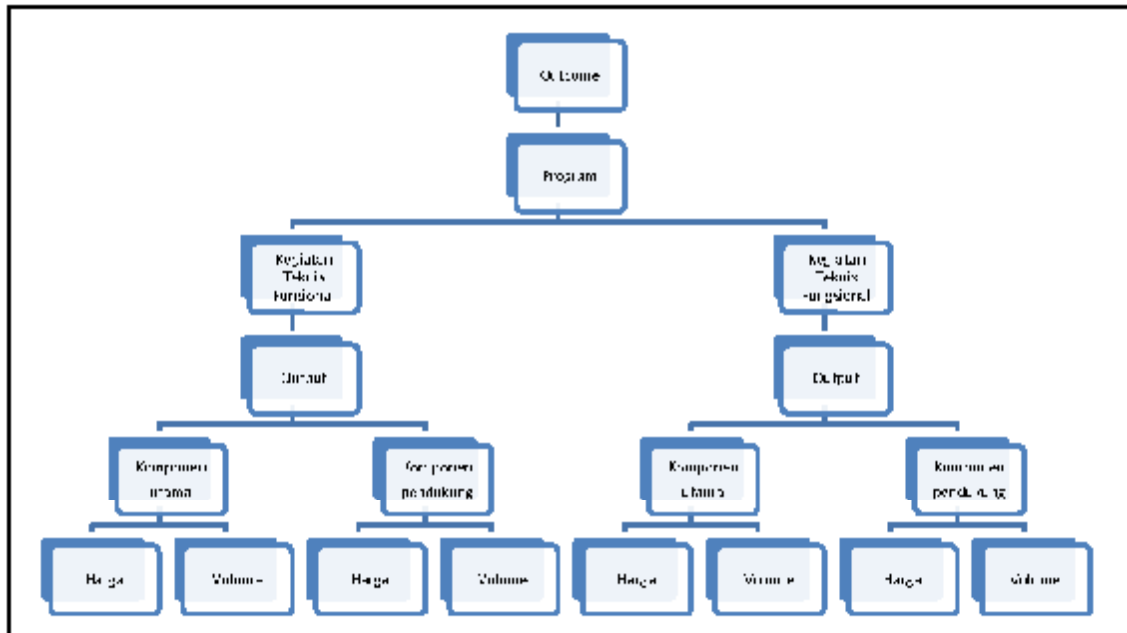 Outcome
Program
Kegiatan
Teknis
Fungsional
Kegiatan
Teknis
Fungsional
Output
Output
Komponen
utama
Komponen
pendukung
Komponen
utama
Komponen
pendukung
Harga
Volume
Harga
Volume
Harga
Volume
Harga
Volume